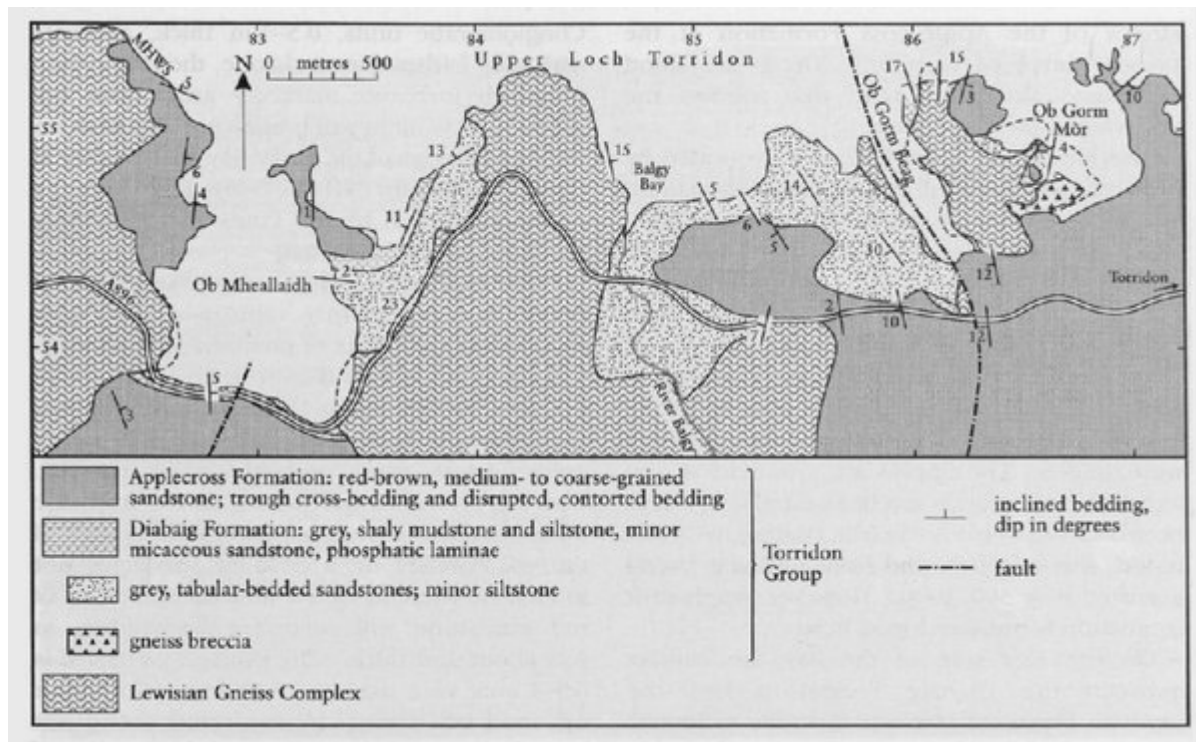 83
84
85
86
87
MHWS
N 0 metres 500
Upper Loch Torridon
55
54
5
6
4
1
13
11
2
23
15
Balgy
Bay
5
6
5
14
10
2
10
12
12
17
15
3
4
10
Ob Gorm Beag
Ob Gorm
Mòr
Ob Mheallaidh
A896
5
Torridon
River Balgy
Applecross Formation: red-brown, medium- to coarse-grained
sandstone; trough cross-bedding and disrupted, contorted bedding
Diabaig Formation: grey, shaly mudstone and siltstone, minor
micaceous sandstone, phosphatic laminae
grey, tabular-bedded sandstones; minor siltstone
gneiss breccia
Lewisian Gneiss Complex
Torridon
Group
inclined bedding,
dip in degrees
fault